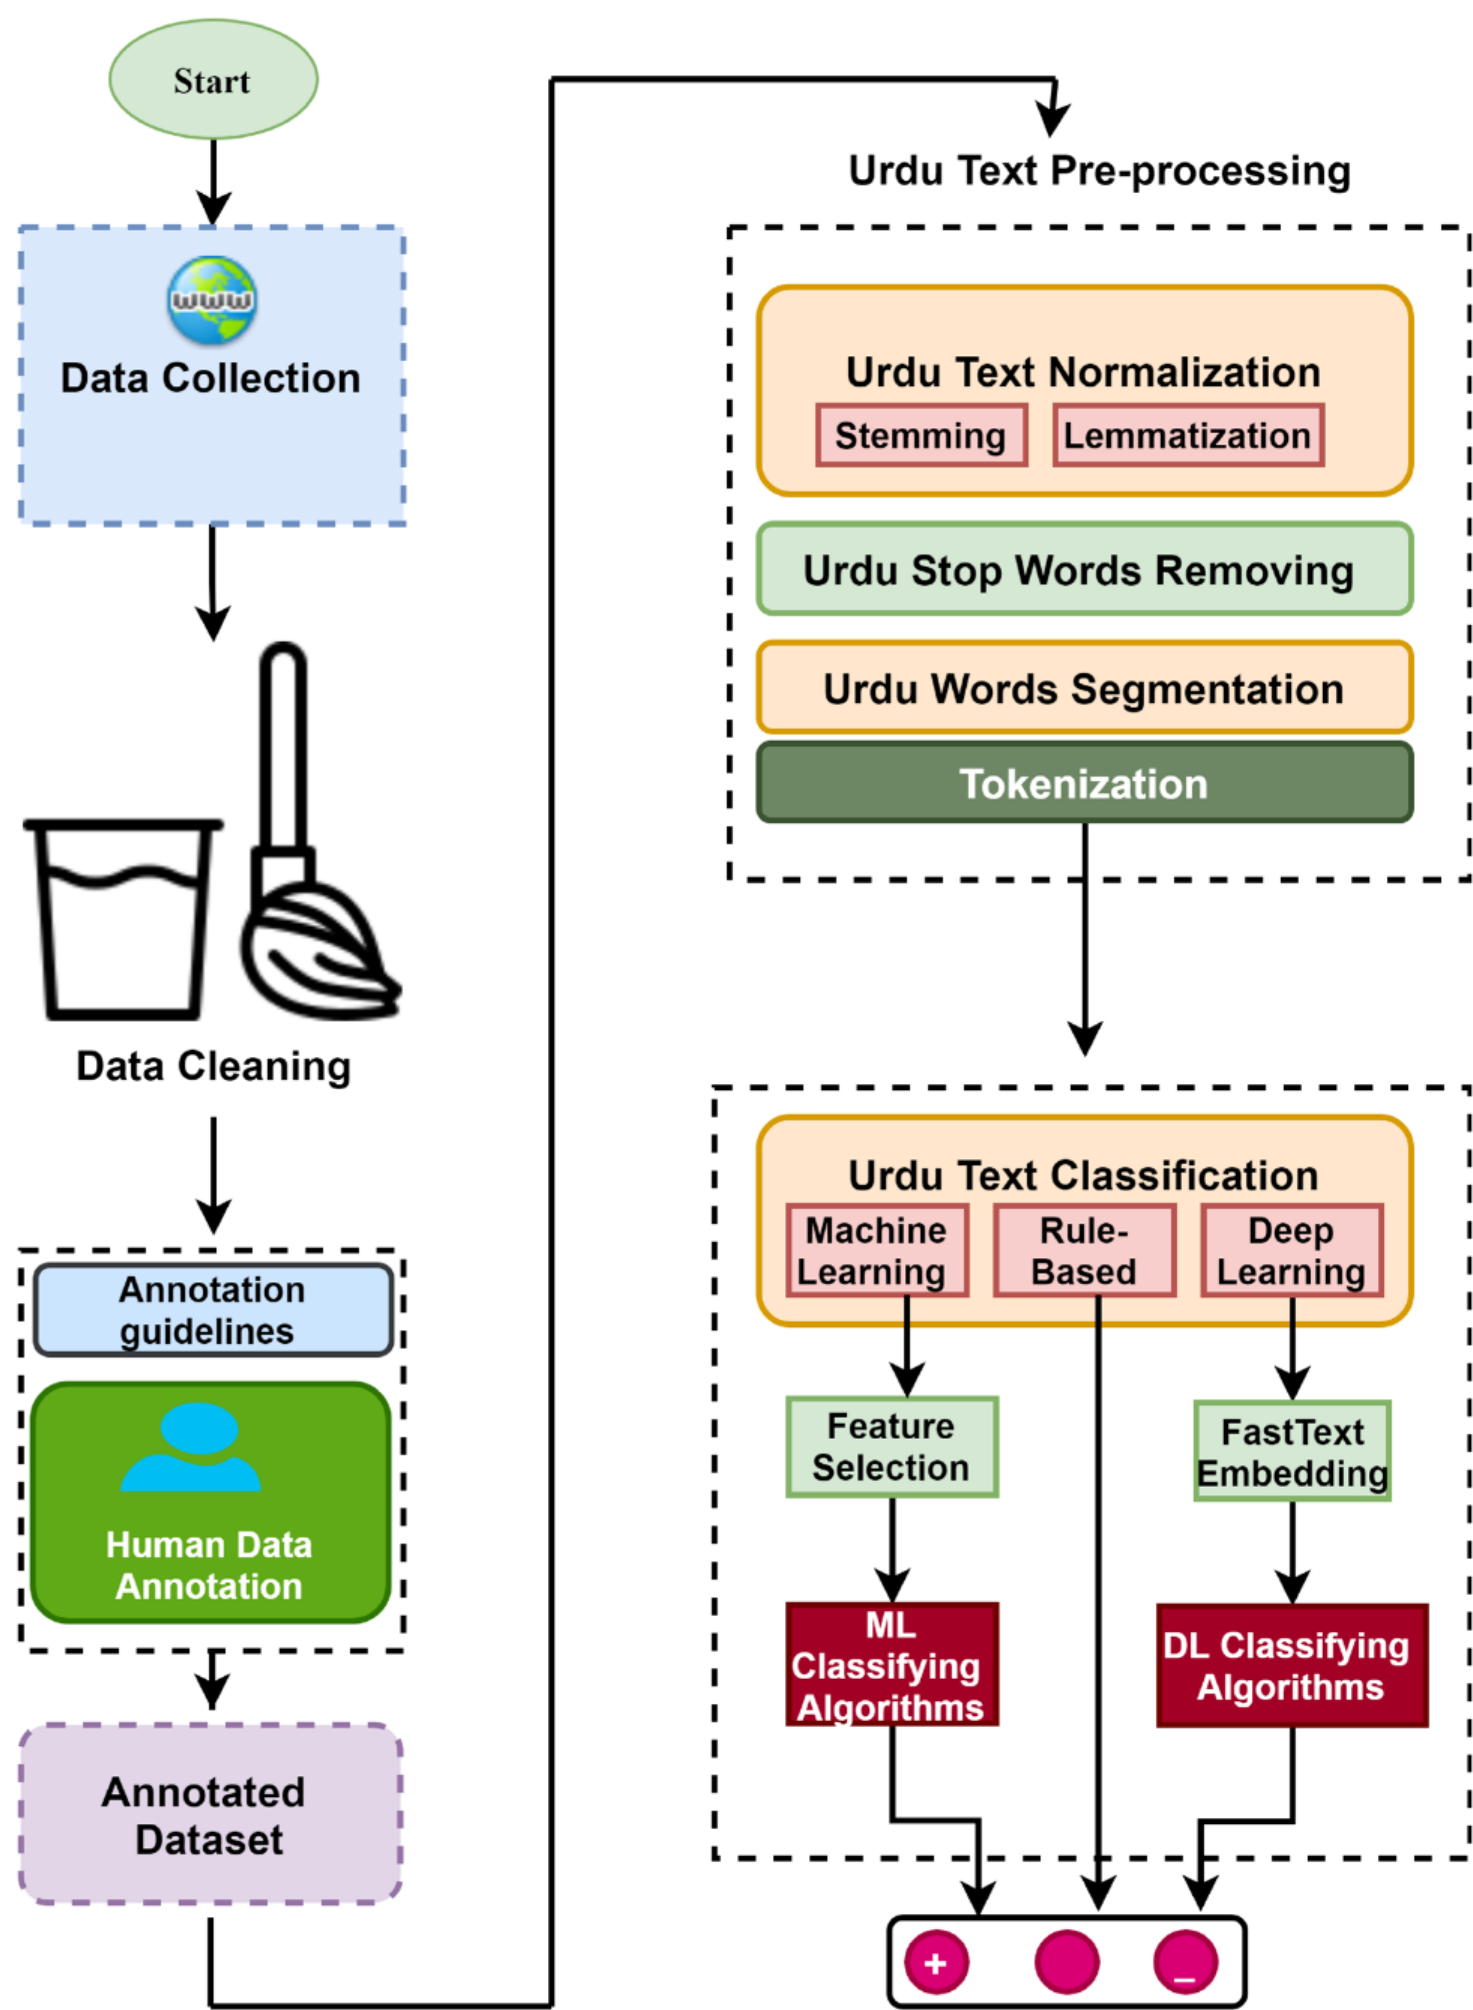 Start
www
Data Collection
Data Cleaning
Annotation
guidelines
Human Data
Annotation
Annotated
Dataset
Urdu Text Pre-processing
Urdu Text Normalization
Stemming
Lemmatization
Urdu Stop Words Removing
Urdu Words Segmentation
Tokenization
Urdu Text Classification
Machine
Learning
Rule-
Based
Deep
Learning
Feature
Selection
FastText
Embedding
ML
Classifying
Algorithms
DL Classifying
Algorithms
+
_